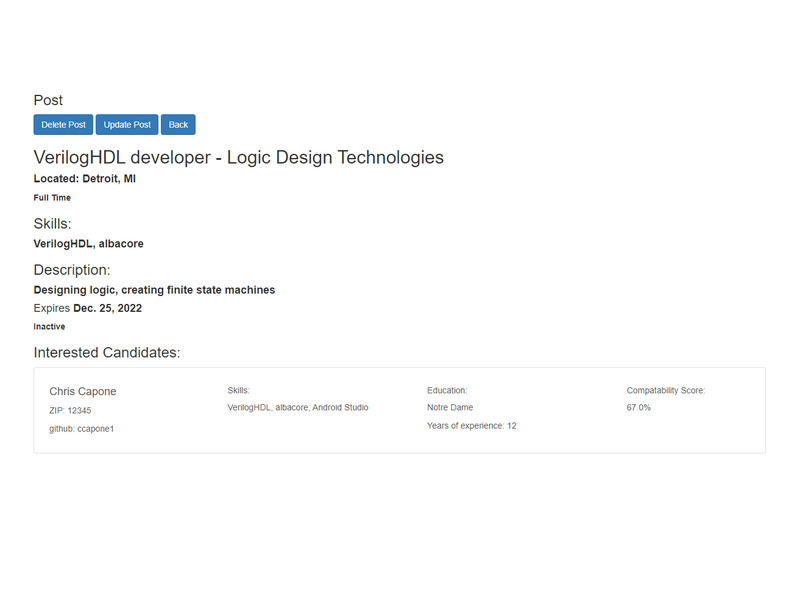 Post
Delete Post Update Post Back
VerilogHDL developer - Logic Design Technologies
Located: Detroit, MI
Full Time
Skills:
VerilogHDL, albacore
Description:
Designing logic, creating finite state machines
Expires Dec. 25, 2022
Inactive
Interested Candidates:
Chris Capone
ZIP: 12345
github: ccapone1
Skills:
VerilogHDL, albacore, Android Studio
Education:
Notre Dame
Years of experience: 12
Compatability Score:
67.0%